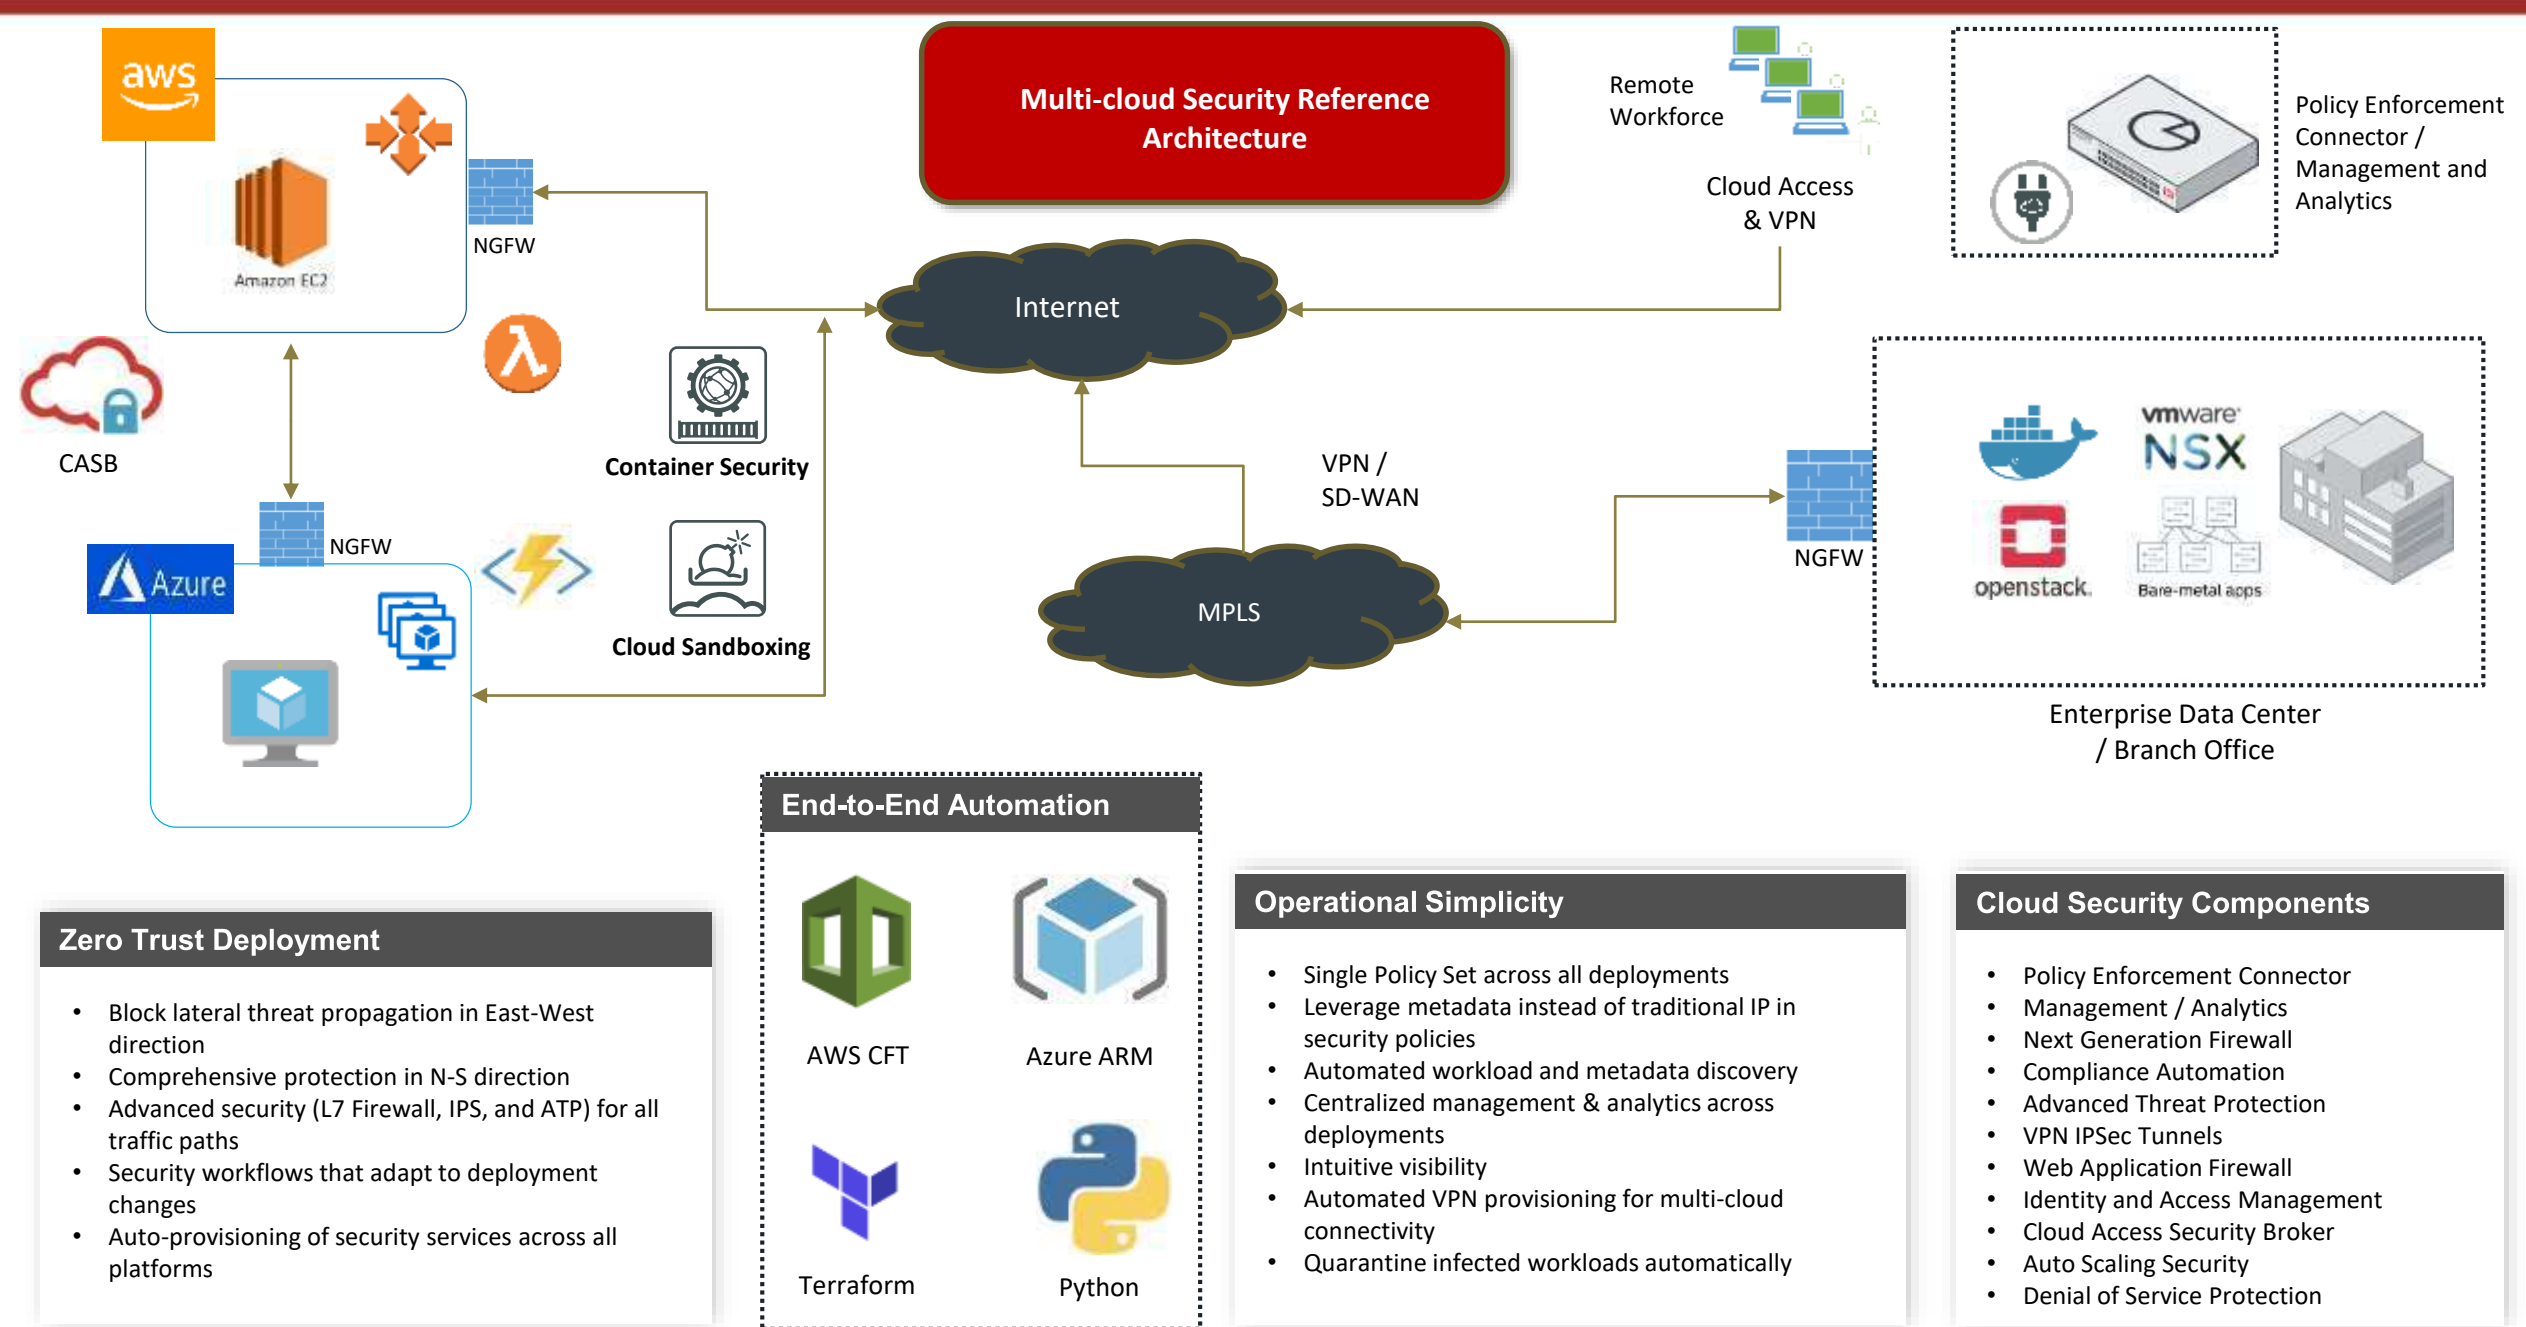 aws
Amazon EC2
NGFW
Multi-cloud Security Reference
Architecture
Remote
Workforce
Cloud Access
& VPN
Policy Enforcement
Connector /
Management and
Analytics
Internet
CASB
Container Security
VPN /
SD-WAN
NGFW
Azure
Cloud Sandboxing
MPLS
NGFW
vmware
NSX
openstack.
Bare-metal apps
Enterprise Data Center
/ Branch Office
Zero Trust Deployment
• Block lateral threat propagation in East-West
direction
• Comprehensive protection in N-S direction
• Advanced security (L7 Firewall, IPS, and ATP) for all
traffic paths
• Security workflows that adapt to deployment
changes
• Auto-provisioning of security services across all
platforms
End-to-End Automation
AWS CFT
Azure ARM
Terraform
Python
Operational Simplicity
• Single Policy Set across all deployments
• Leverage metadata instead of traditional IP in
security policies
• Automated workload and metadata discovery
• Centralized management & analytics across
deployments
• Intuitive visibility
• Automated VPN provisioning for multi-cloud
connectivity
• Quarantine infected workloads automatically
Cloud Security Components
• Policy Enforcement Connector
• Management / Analytics
• Next Generation Firewall
• Compliance Automation
• Advanced Threat Protection
• VPN IPSec Tunnels
• Web Application Firewall
• Identity and Access Management
• Cloud Access Security Broker
• Auto Scaling Security
• Denial of Service Protection